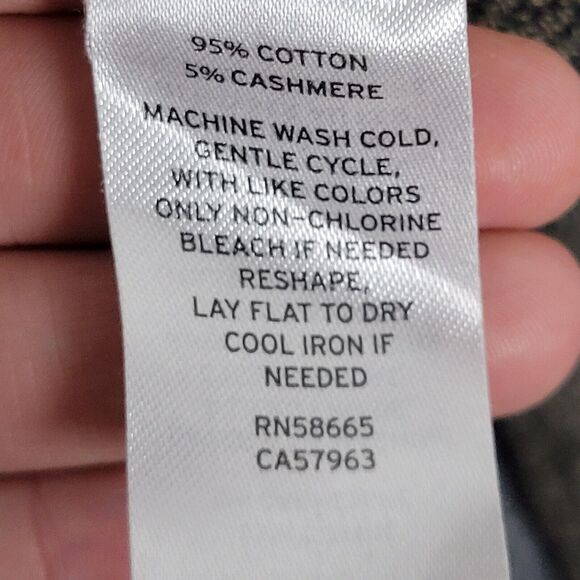 95% COTTON
5% CASHMERE
MACHINE WASH COLD,
GENTLE CYCLE,
WITH LIKE COLORS
ONLY NON-CHLORINE
BLEACH IF NEEDED
RESHAPE,
LAY FLAT TO DRY
COOL IRON IF
NEEDED
RN58665
CA57963